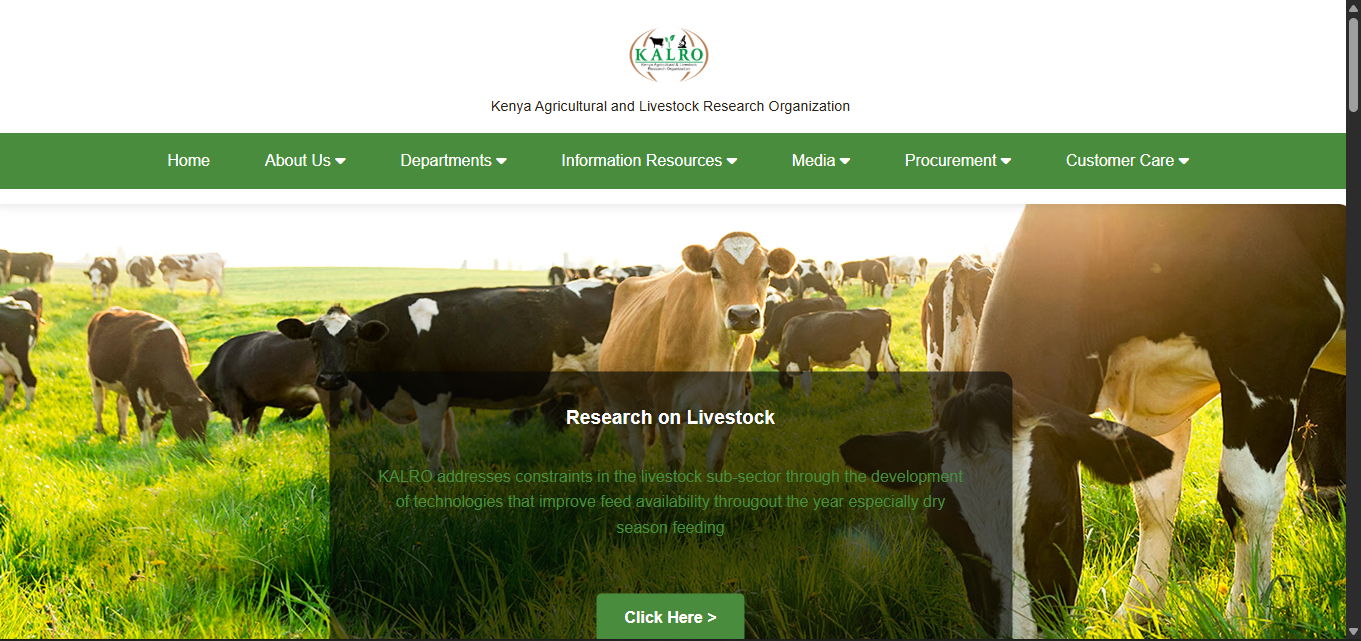 KALRO
Kenya Agricultural & Livestock
Research Organization
Kenya Agricultural and Livestock Research Organization
Home About Us Departments Information Resources Media Procurement Customer Care
Research on Livestock
KALRO addresses constraints in the livestock sub-sector through the development
of technologies that improve feed availability througout the year especially dry
season feeding
Click Here >